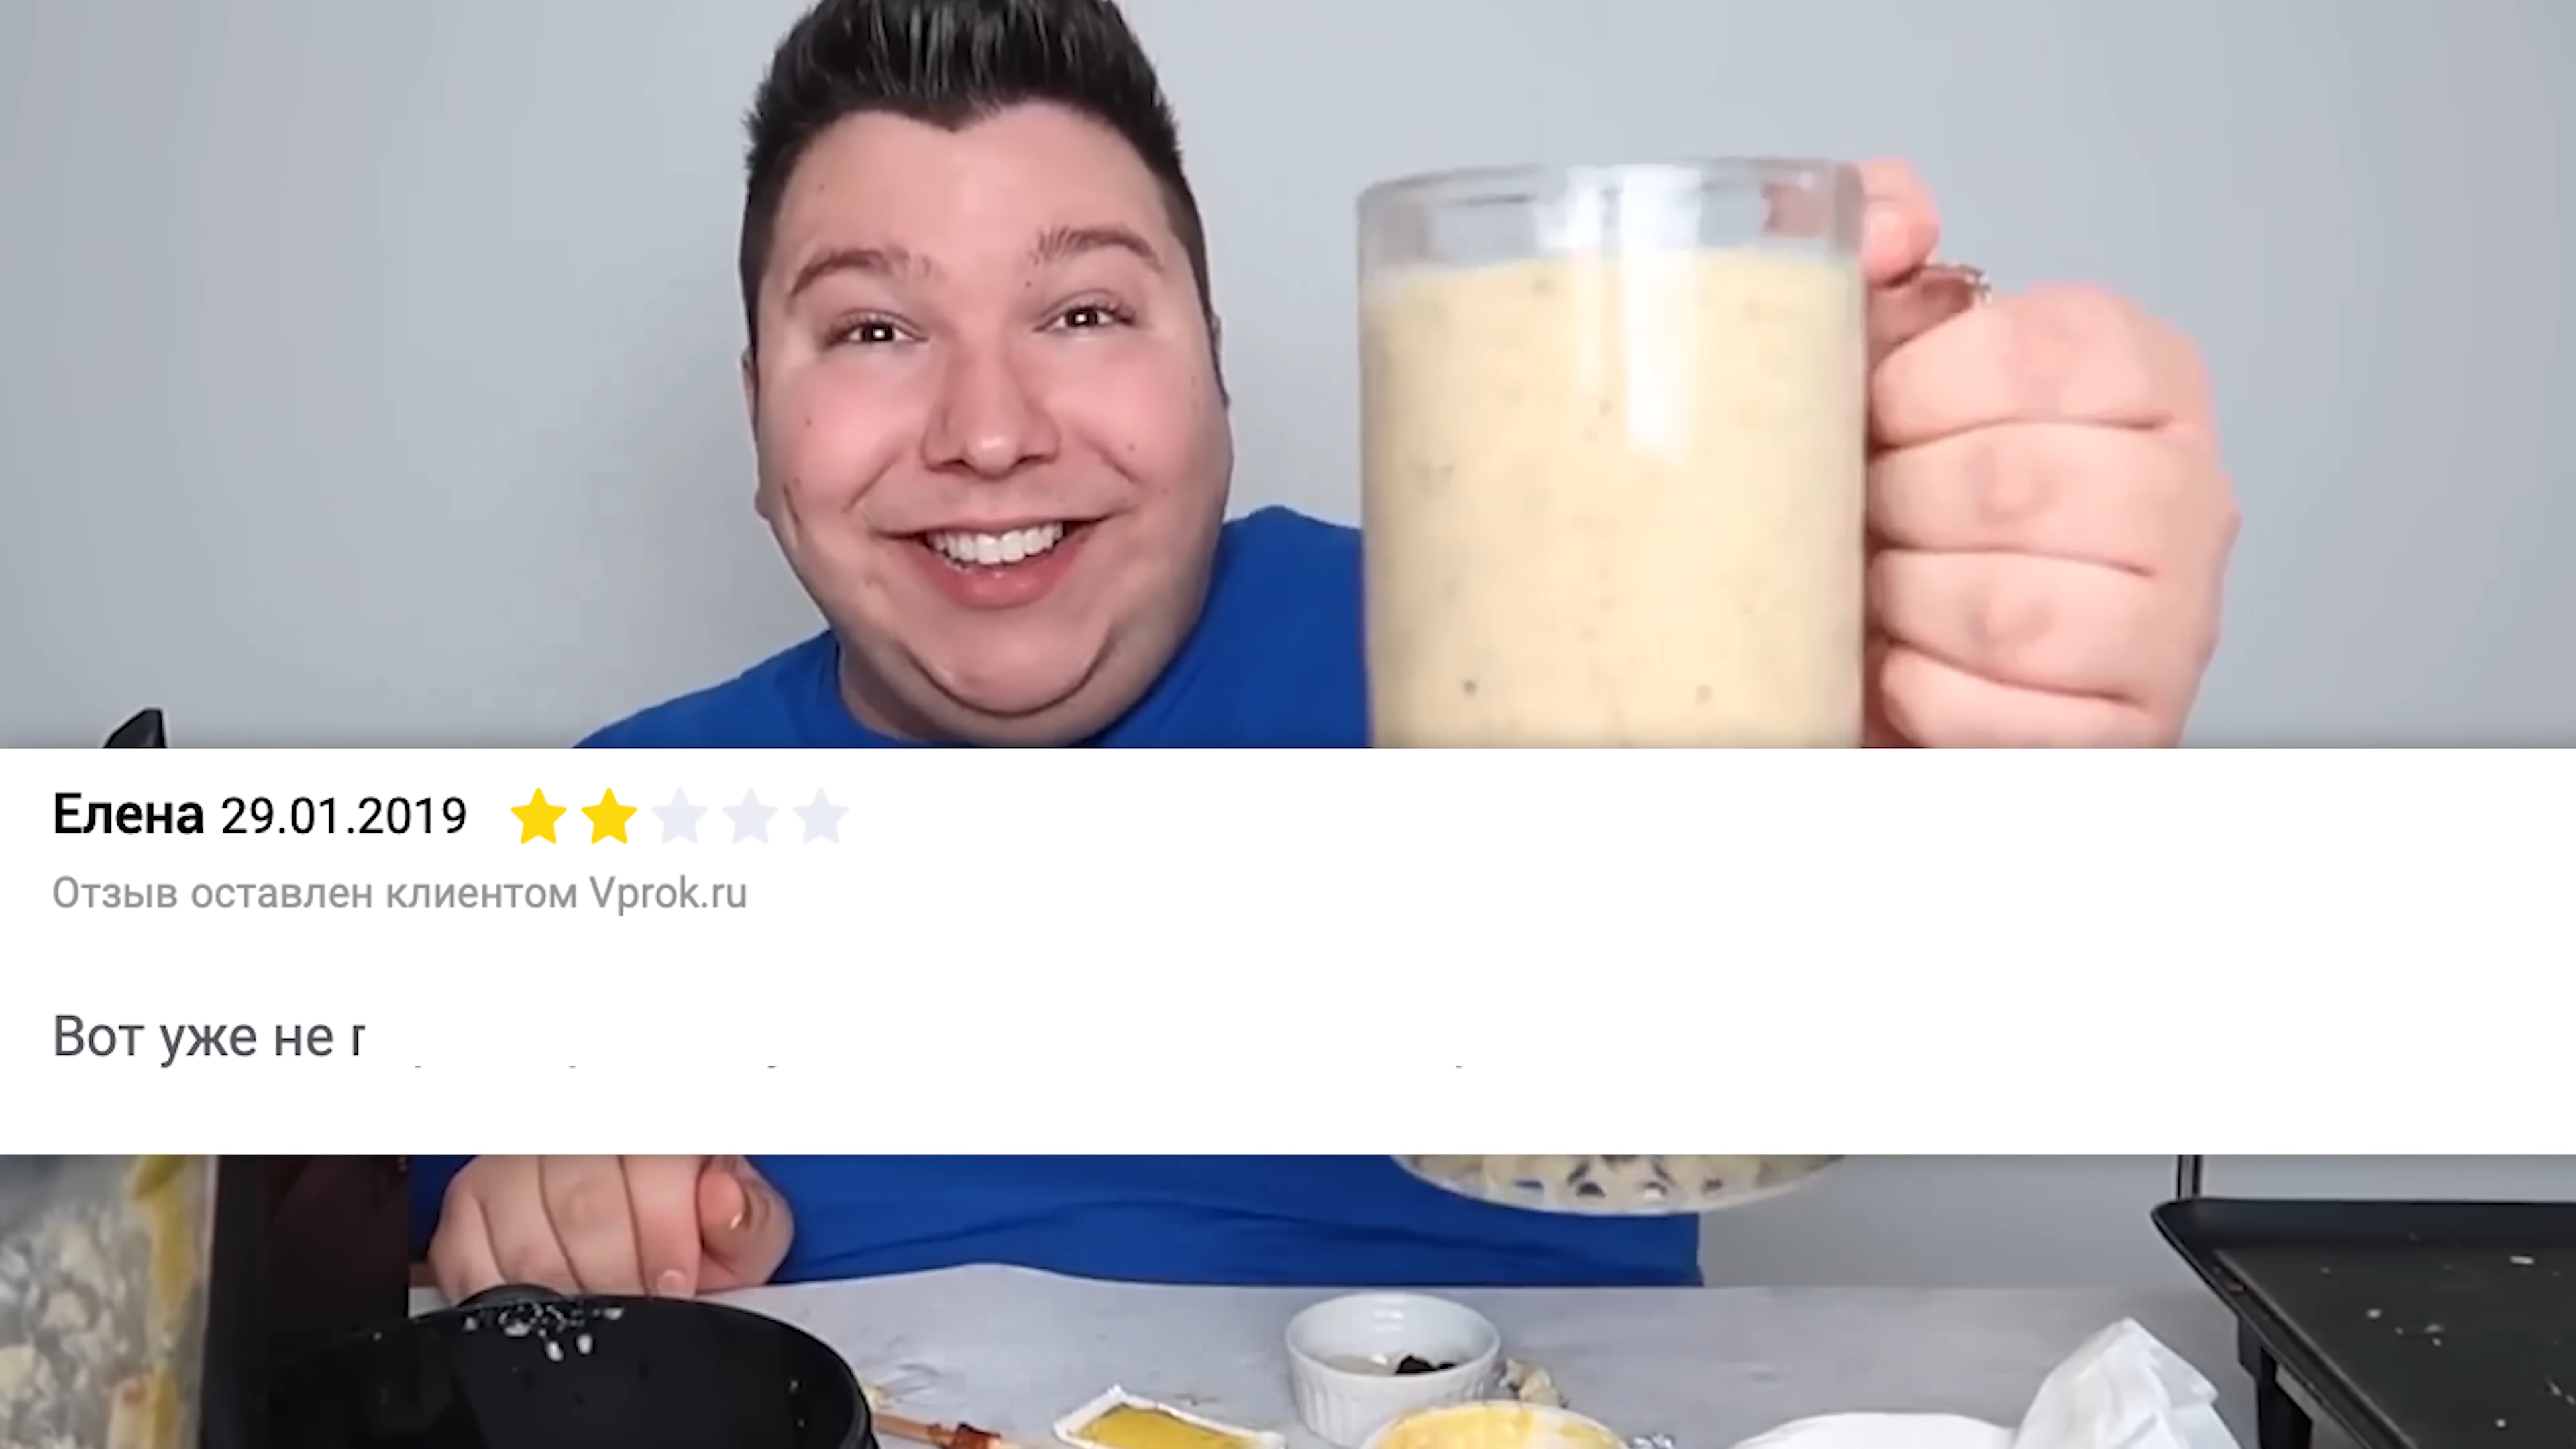 Елена 29.01.2019
Отзыв оставлен клиентом Vprok.ru
Вот уже не